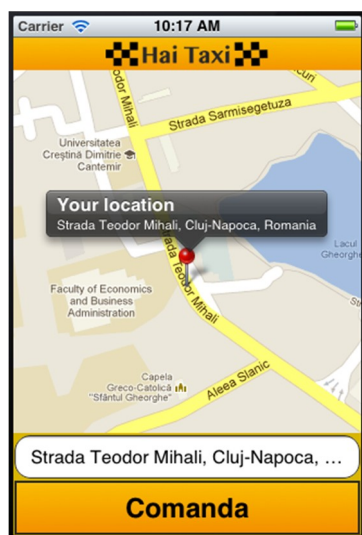 Carrier
10:17 AM
Hai Taxi
Strada Sarmisegetuza
Teodor Mihali
Universitatea
Creștină Dimitrie
Cantemir
Your location
Strada Teodor Mihali, Cluj-Napoca, Romania
Lacul
Gheorghe
Strada Teodor Mihali
Faculty of Economics
and Business
Administration
Capela
Greco-Catolică
"Sfântul Gheorghe"
Aleea Slanic
Strada Teodor Mihali, Cluj-Napoca, ...
Comanda